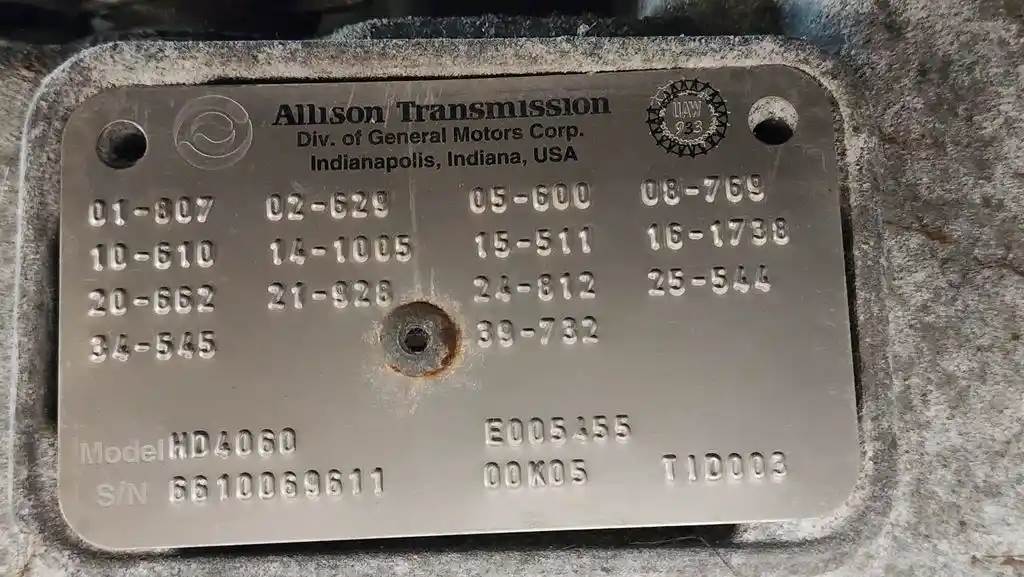 Allison Transmission
Div. of General Motors Corp.
Indianapolis, Indiana, USA
UAW
933
01-807 02-629 05-600 08-769
10-610 14-1005 15-511 16-1738
20-662 21-928 24-812 25-544
34-545 39-732
Model HD4060 E005455
S/N 6610069611 00K05 TID003